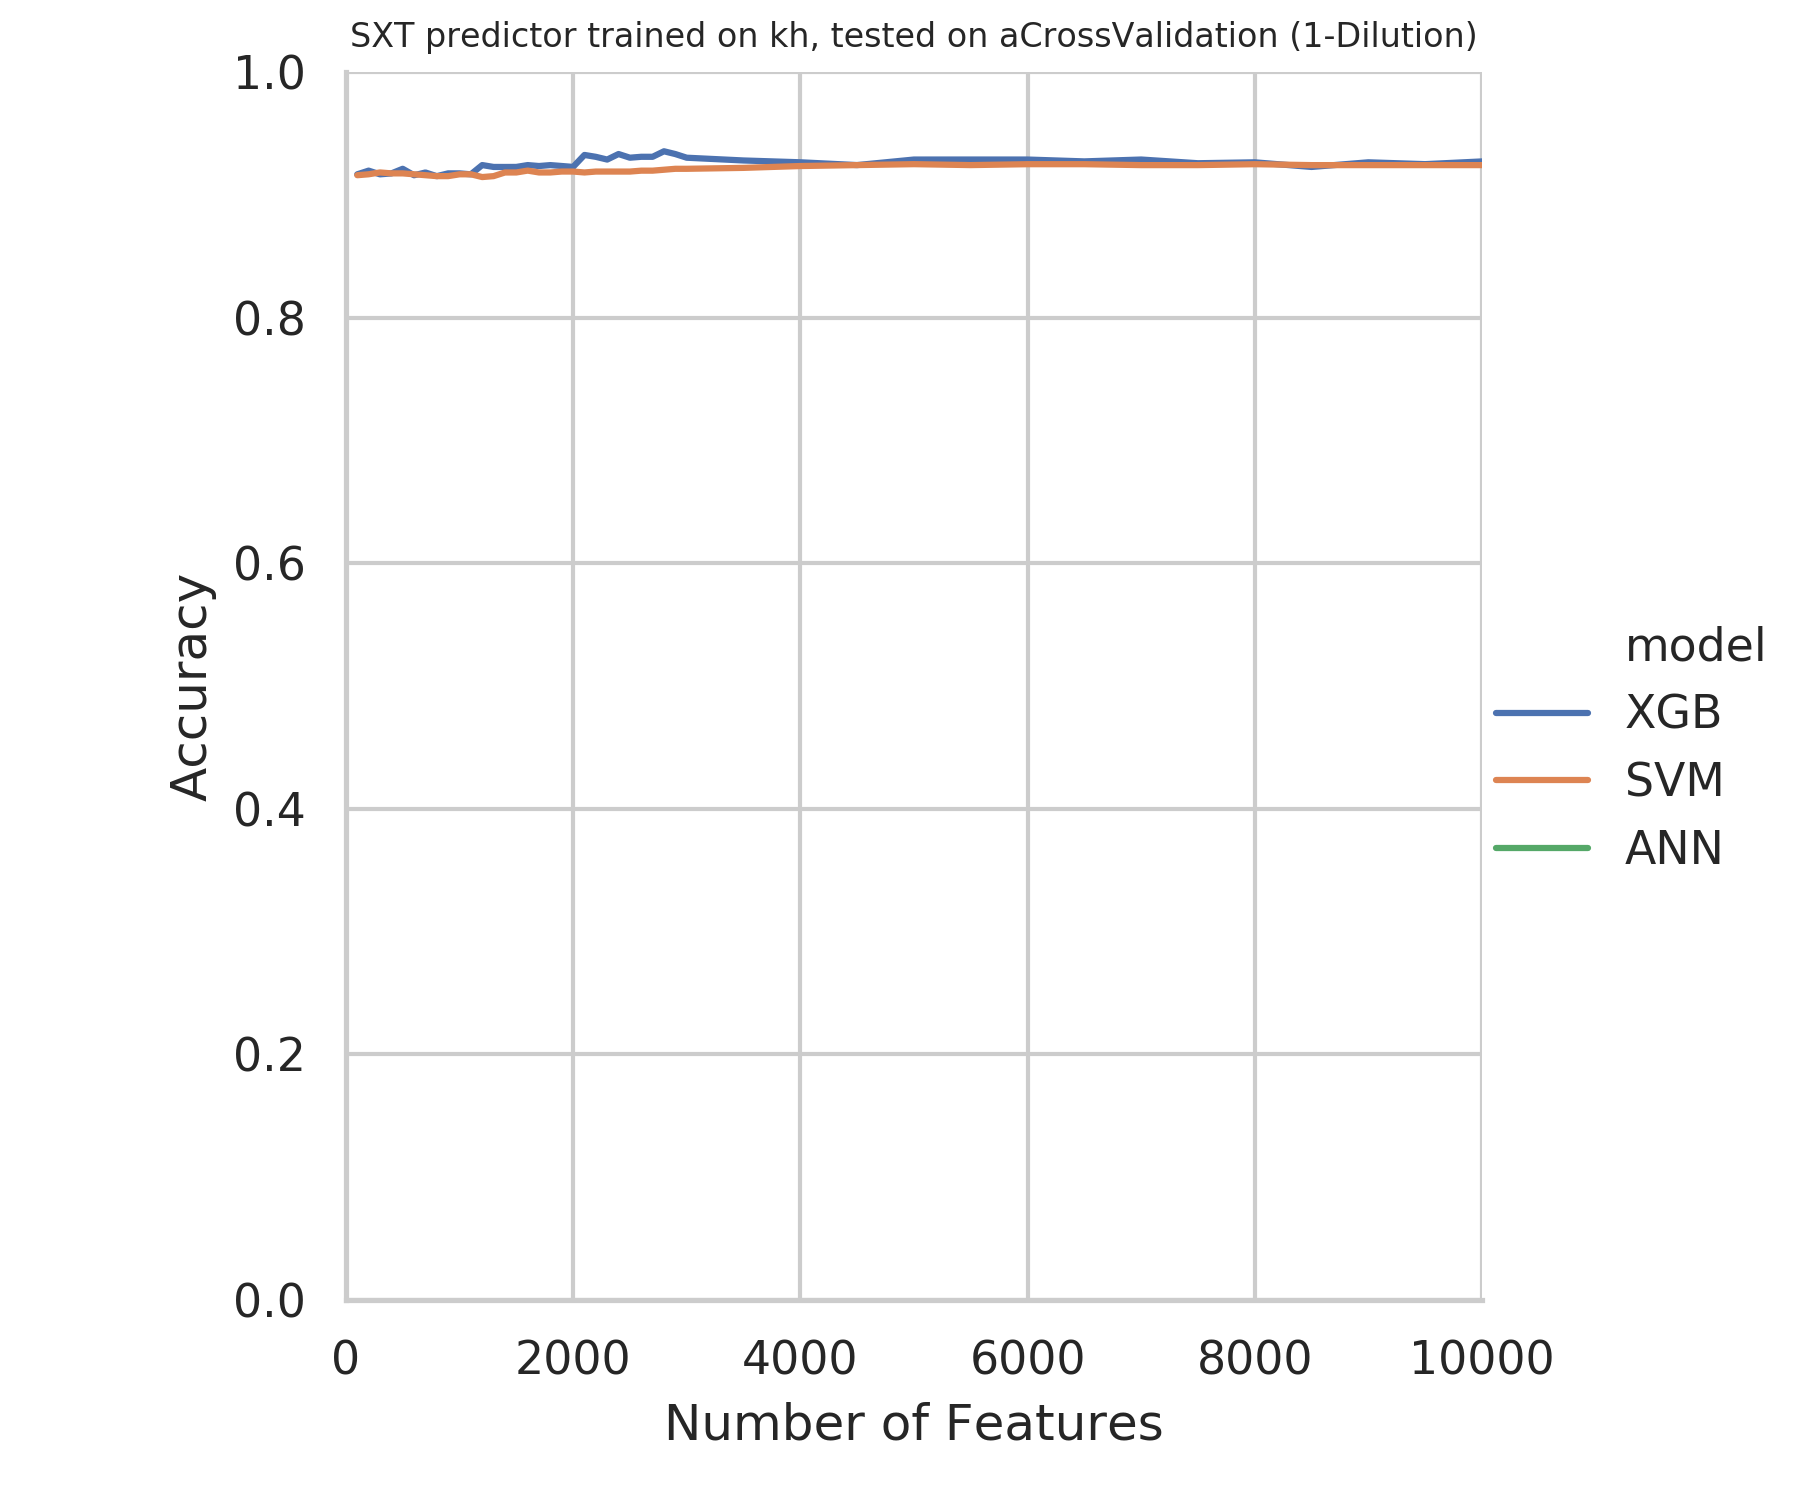 SXT predictor trained on kh, tested on aCrossValidation (1-Dilution)
1.0
0.8
0.6
0.4
0.2
0.0
Accuracy
0 2000 4000 6000 8000 10000
Number of Features
model
XGB
SVM
ANN